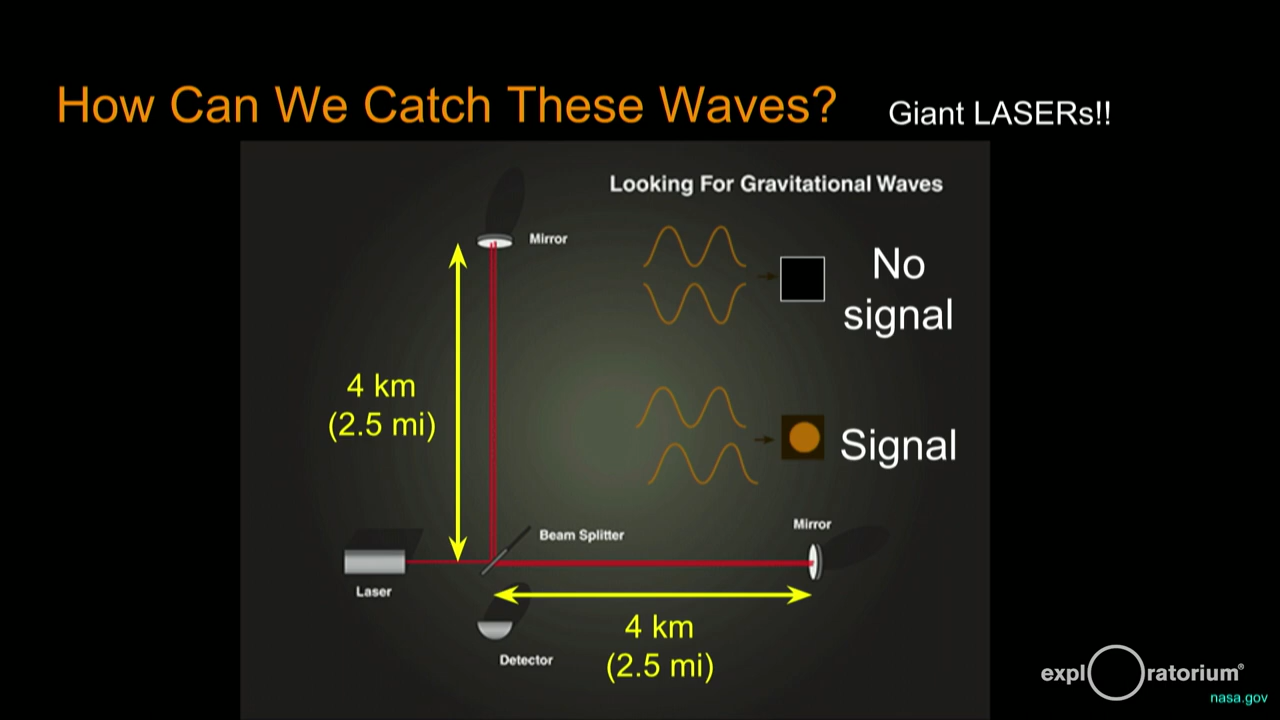 How Can We Catch These Waves?
Giant LASERs!!
Looking For Gravitational Waves
Mirror
No
signal
4 km
(2.5 mi)
Signal
Beam Splitter
Mirror
Laser
4 km
(2.5 mi)
Detector
expl ratorium®
nasa.gov